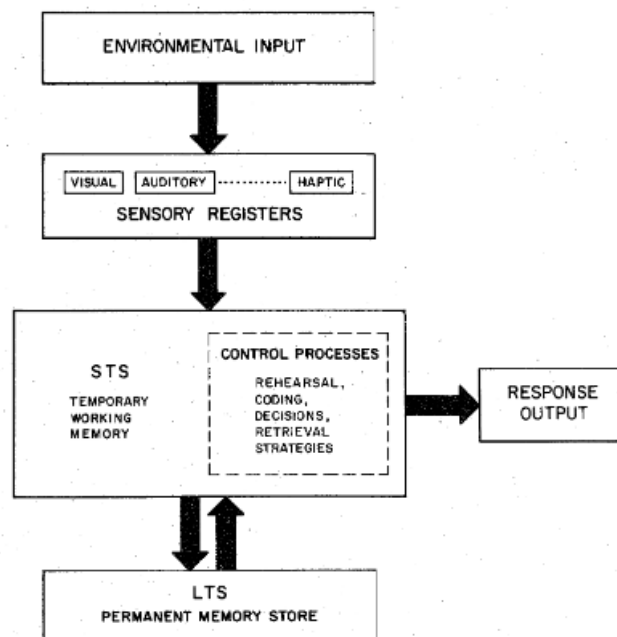 ENVIRONMENTAL INPUT
VISUAL AUDITORY HAPTIC
SENSORY REGISTERS
STS
TEMPORARY
WORKING
MEMORY
CONTROL PROCESSES
REHEARSAL,
CODING,
DECISIONS,
RETRIEVAL
STRATEGIES
RESPONSE
OUTPUT
LTS
PERMANENT MEMORY STORE